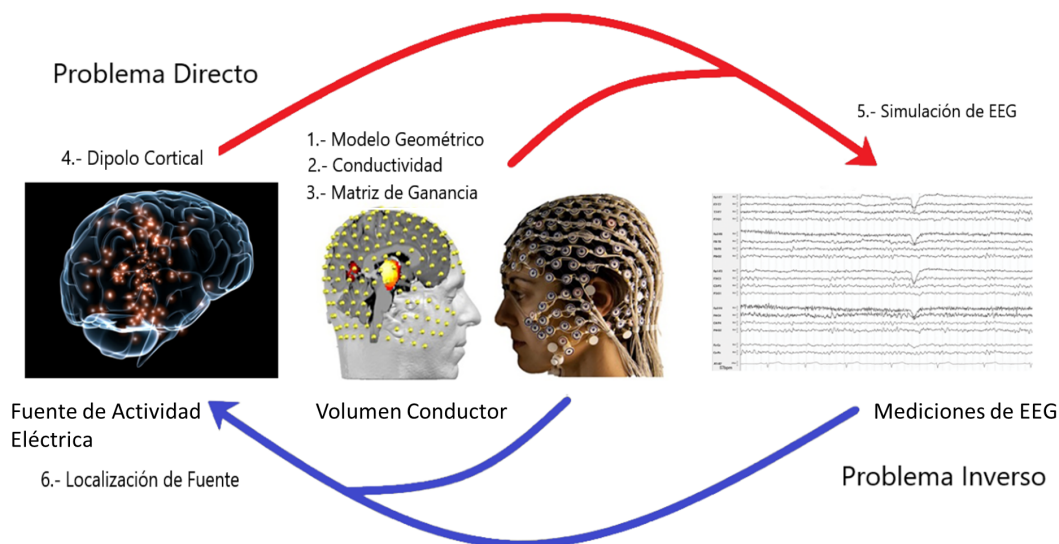 Problema Directo
5.- Simulación de EEG
4.- Dipolo Cortical
1.- Modelo Geométrico
2.- Conductividad
3.- Matriz de Ganancia
Fuente de Actividad
Eléctrica
Volumen Conductor
Mediciones de EEG
6.- Localización de Fuente
Problema Inverso